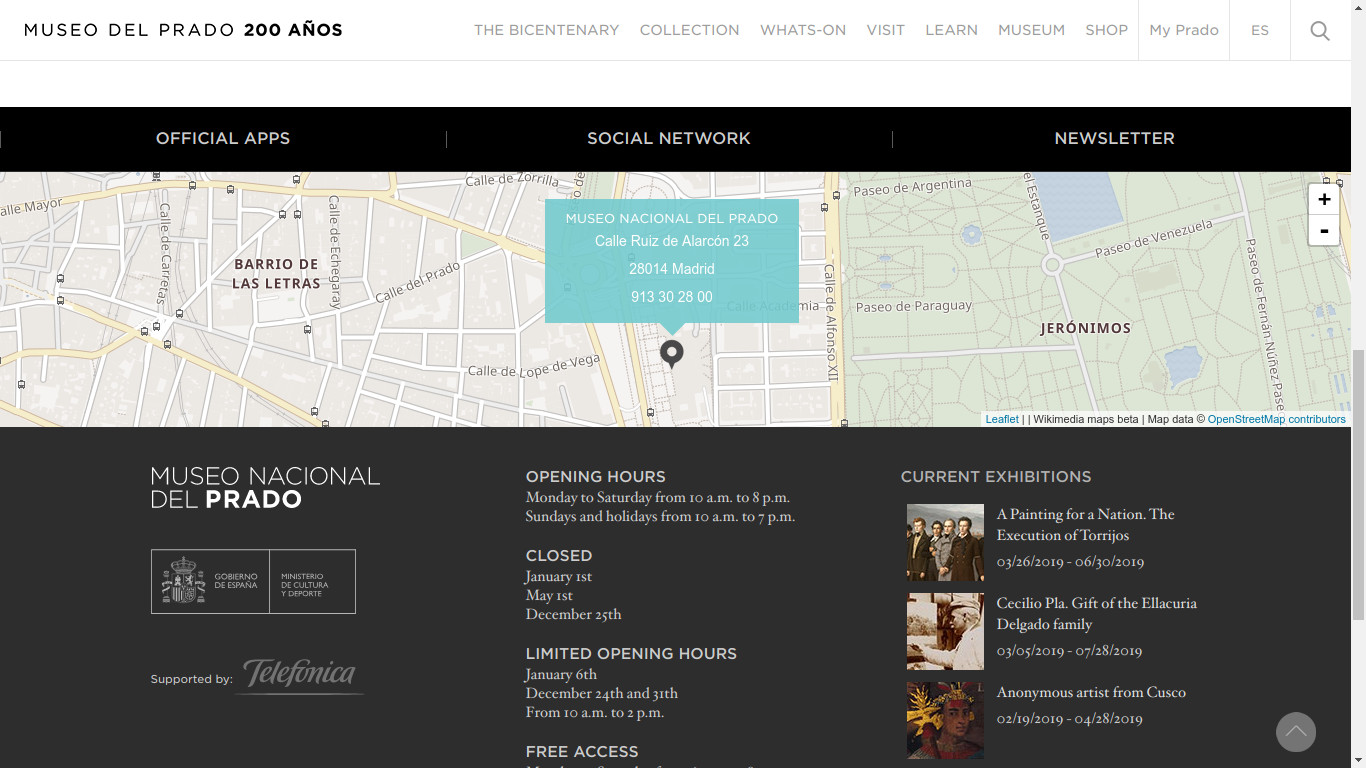 MUSEO DEL PRADO 200 AÑOS
THE BICENTENARY
COLLECTION
WHATS-ON
VISIT
LEARN
MUSEUM
SHOP
My Prado
ES
OFFICIAL APPS
SOCIAL NETWORK
NEWSLETTER
Calle de Zorrilla
Paseo de Argentina
alle Mayor
Calle de Carretas
Calle de Echegaray
BARRIO DE
LAS LETRAS
Calle del Prado
MUSEO NACIONAL DEL PRADO
Calle Ruiz de Alarcón 23
28014 Madrid
913 30 28 00
Calle Academia
Calle de Alfonso XII
Calle de Lope de Vega
del Estanque
Paseo de Venezuela
Paseo de Paraguay
JERÓNIMOS
Paseo de Fernán Núñez
Pase
+
-
Leaflet | | Wikimedia maps beta | Map data © OpenStreetMap contributors
MUSEO NACIONAL
DEL PRADO
GOBIERNO
DE ESPAÑA
MINISTERIO
DE CULTURA
Y DEPORTE
Supported by: Telefónica
OPENING HOURS
Monday to Saturday from 10 a.m. to 8 p.m.
Sundays and holidays from 10 a.m. to 7 p.m.
CLOSED
January 1st
May 1st
December 25th
LIMITED OPENING HOURS
January 6th
December 24th and 31th
From 10 a.m. to 2 p.m.
FREE ACCESS
CURRENT EXHIBITIONS
A Painting for a Nation. The
Execution of Torrijos
03/26/2019 - 06/30/2019
Cecilio Pla. Gift of the Ellacuria
Delgado family
03/05/2019 - 07/28/2019
Anonymous artist from Cusco
02/19/2019 - 04/28/2019